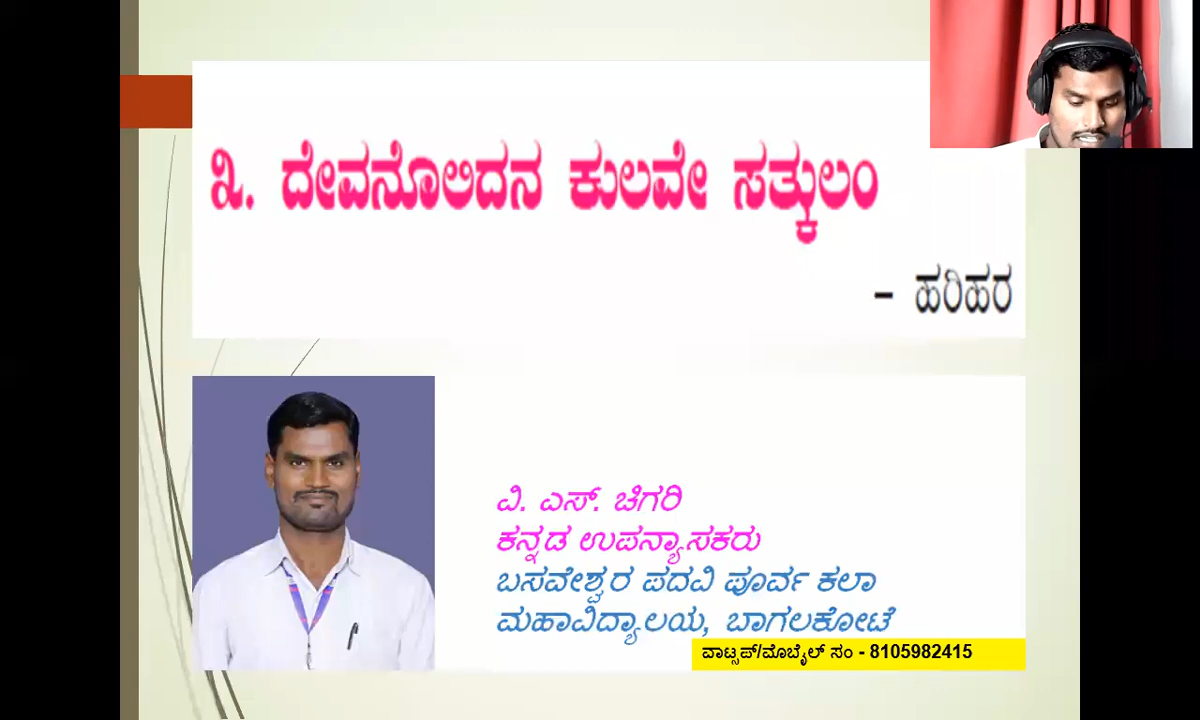 ೩. ದೇವನೊಲಿದನ ಕುಲವೇ ಸತ್ಕುಲಂ
– ಹರಿಹರ
ವಿ. ಎಸ್. ಚಿಗರಿ
ಕನ್ನಡ ಉಪನ್ಯಾಸಕರು
ಬಸವೇಶ್ವರ ಪದವಿ ಪೂರ್ವ ಕಲಾ
ಮಹಾವಿದ್ಯಾಲಯ, ಬಾಗಲಕೋಟೆ
ವಾಟ್ಸಪ್/ಮೊಬೈಲ್ ಸಂ - 8105982415